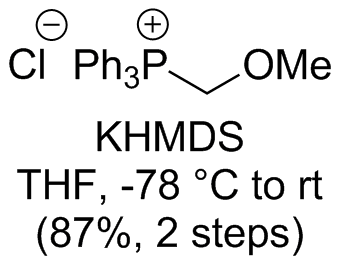 Cl⊖ Ph₃P⊕ OMe
KHMDS
THF, -78 °C to rt
(87%, 2 steps)